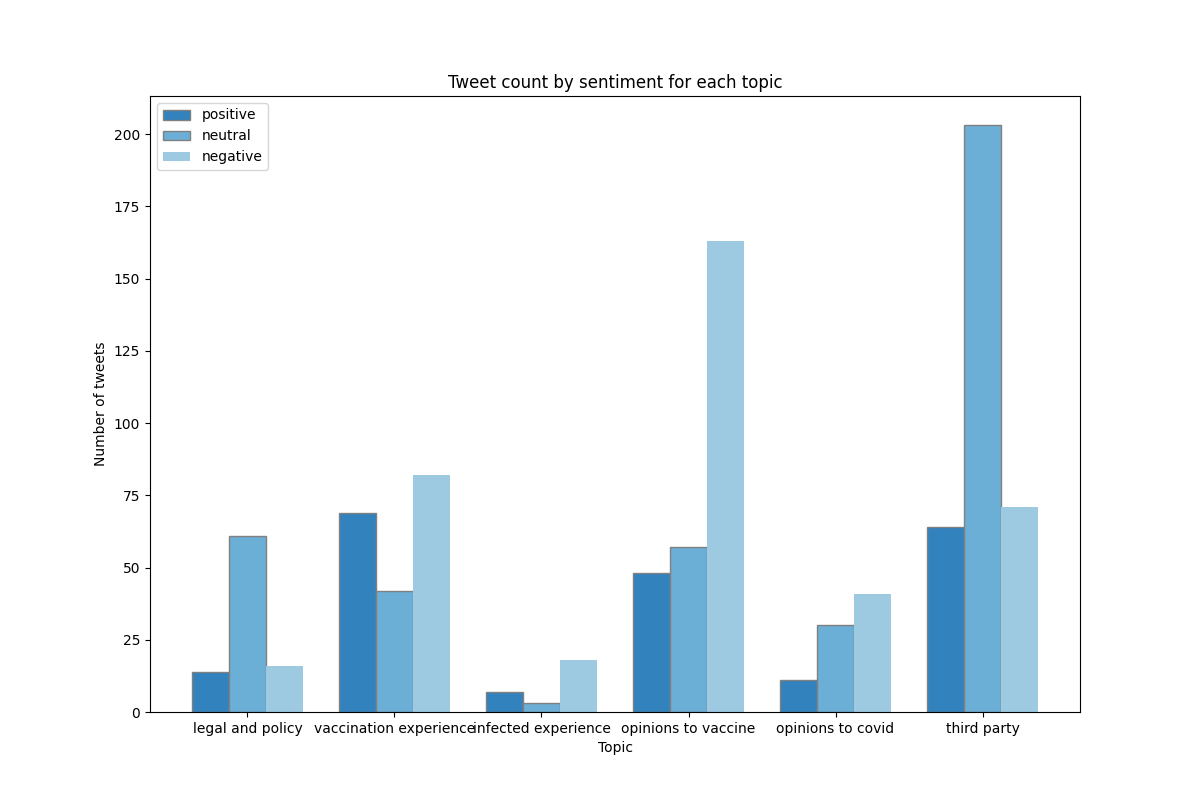 Tweet count by sentiment for each topic
positive
neutral
negative
200
175
150
125
100
75
50
25
0
Number of tweets
legal and policy
vaccination experience
infected experience
opinions to vaccine
opinions to covid
third party
Topic